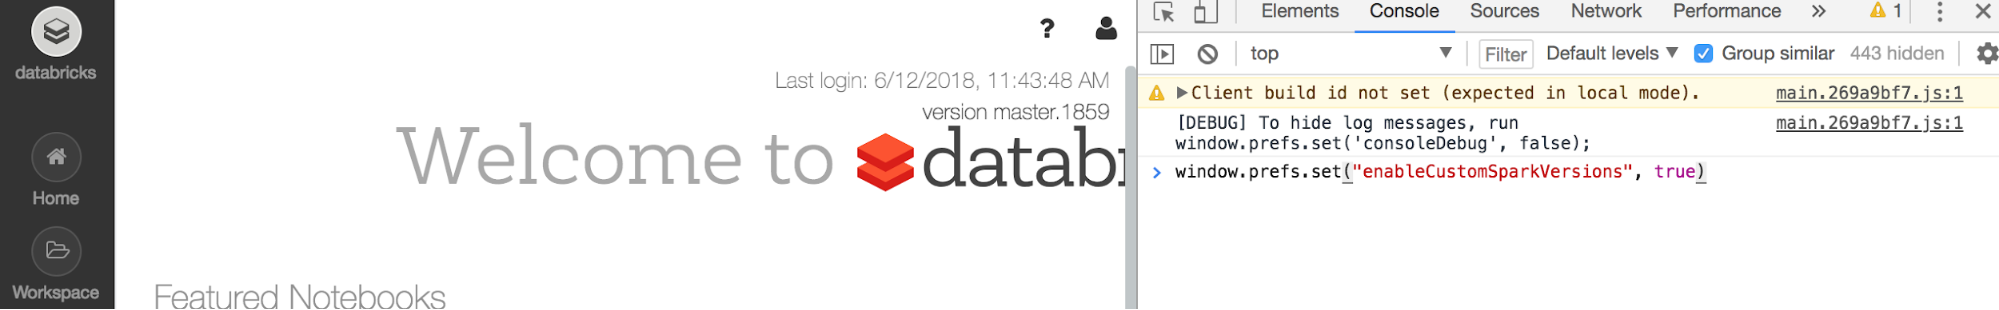 databricks
Home
Workspace
?
Last login: 6/12/2018, 11:43:48 AM
version master.1859
Welcome to databr
Featured Notebooks
Elements Console Sources Network Performance » 1
top Filter Default levels Group similar 443 hidden
Client build id not set (expected in local mode). main.269a9bf7.js:1
[DEBUG] To hide log messages, run main.269a9bf7.js:1
window.prefs.set('consoleDebug', false);
> window.prefs.set("enableCustomSparkVersions", true)